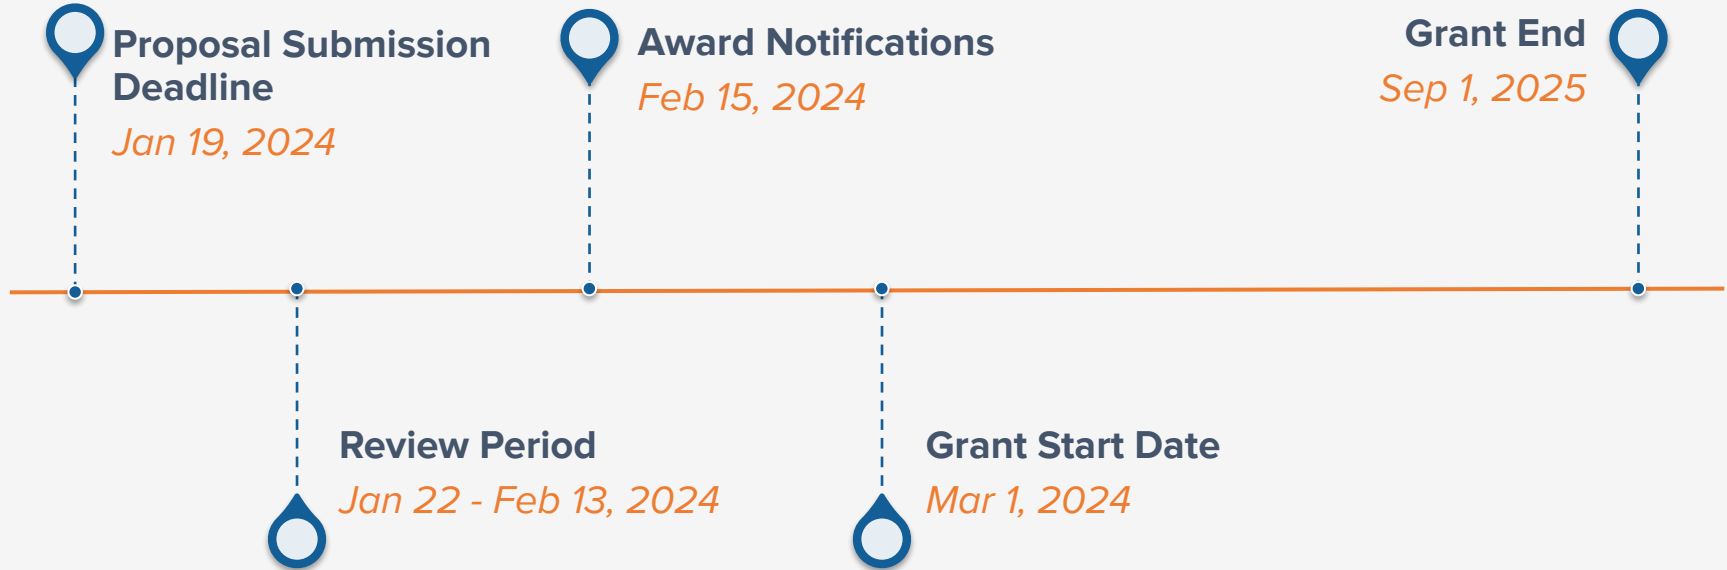 Proposal Submission
Deadline
Jan 19, 2024
Award Notifications
Feb 15, 2024
Grant End
Sep 1, 2025
Review Period
Jan 22 - Feb 13, 2024
Grant Start Date
Mar 1, 2024